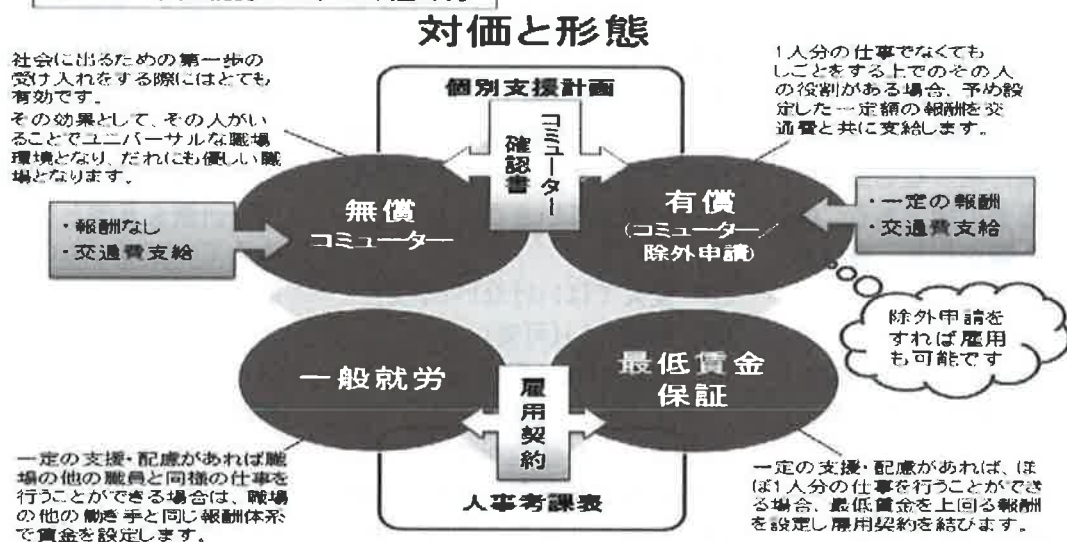 対価と形態
社会に出るための第一歩の
受け入れをする際にはとても
有効です。
その効果として、その人がい
ることでユニバーサルな職場
環境となり、だれにも優しい職
場となります。
個別支援計画
コミューター
確認書
1人分の仕事でなくても
しごとをする上でのその人
の役割がある場合、予め設
定した一定額の報酬を交
通費と共に支給します。
・報酬なし
・交通費支給
無償
コミューター
有償
(コミューター/
除外申請)
・一定の報酬
・交通費支給
除外申請を
すれば雇用
も可能です
一般就労
雇用契約
最低賃金
保証
人事考課表
一定の支援・配慮があれば職
場の他の職員と同様の仕事を
行うことができる場合は、職場
の他の働き手と同じ報酬体系
で賃金を設定します。
一定の支援・配慮があれば、ほ
ぼ1人分の仕事を行うことができ
る場合、最低賃金を上回る報酬
を設定し雇用契約を結びます。